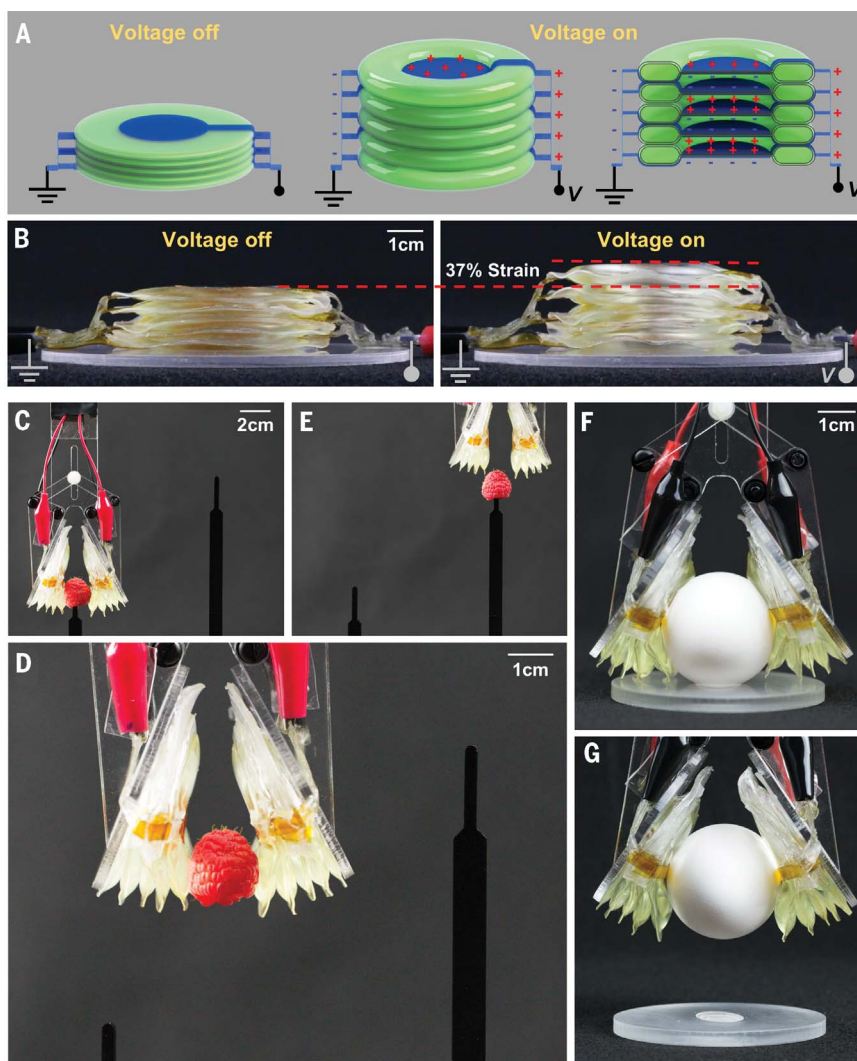 A
Voltage off
Voltage on
- + + + + + + + +
V
V
B
Voltage off
1cm
37% Strain
Voltage on
V
C
2cm
E
F
1cm
D
1cm
G